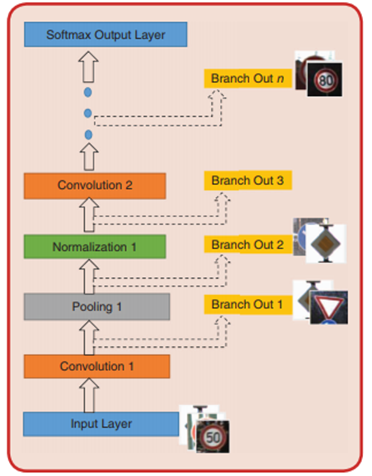 Softmax Output Layer
Branch Out n
80
Convolution 2
Branch Out 3
Normalization 1
Branch Out 2
Pooling 1
Branch Out 1
Convolution 1
Input Layer
50